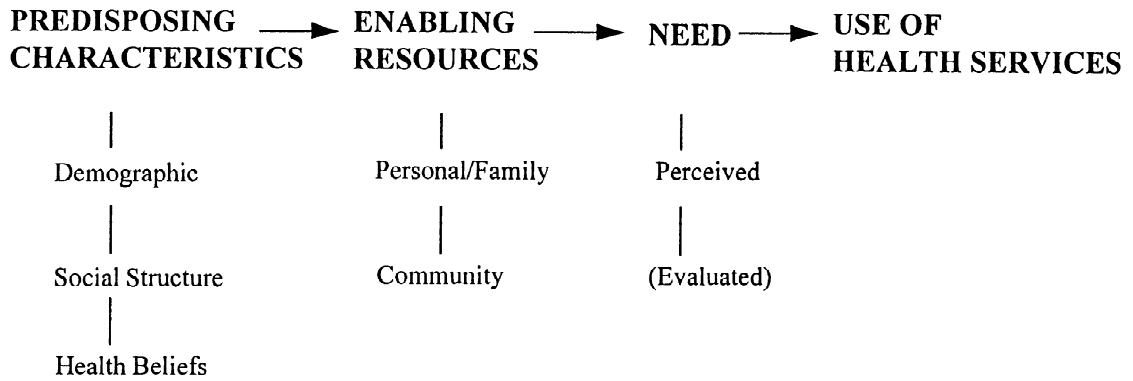 PREDISPOSING
CHARACTERISTICS
ENABLING
RESOURCES
NEED
USE OF
HEALTH SERVICES
Demographic
Personal/Family
Perceived
Social Structure
Community
(Evaluated)
Health Beliefs